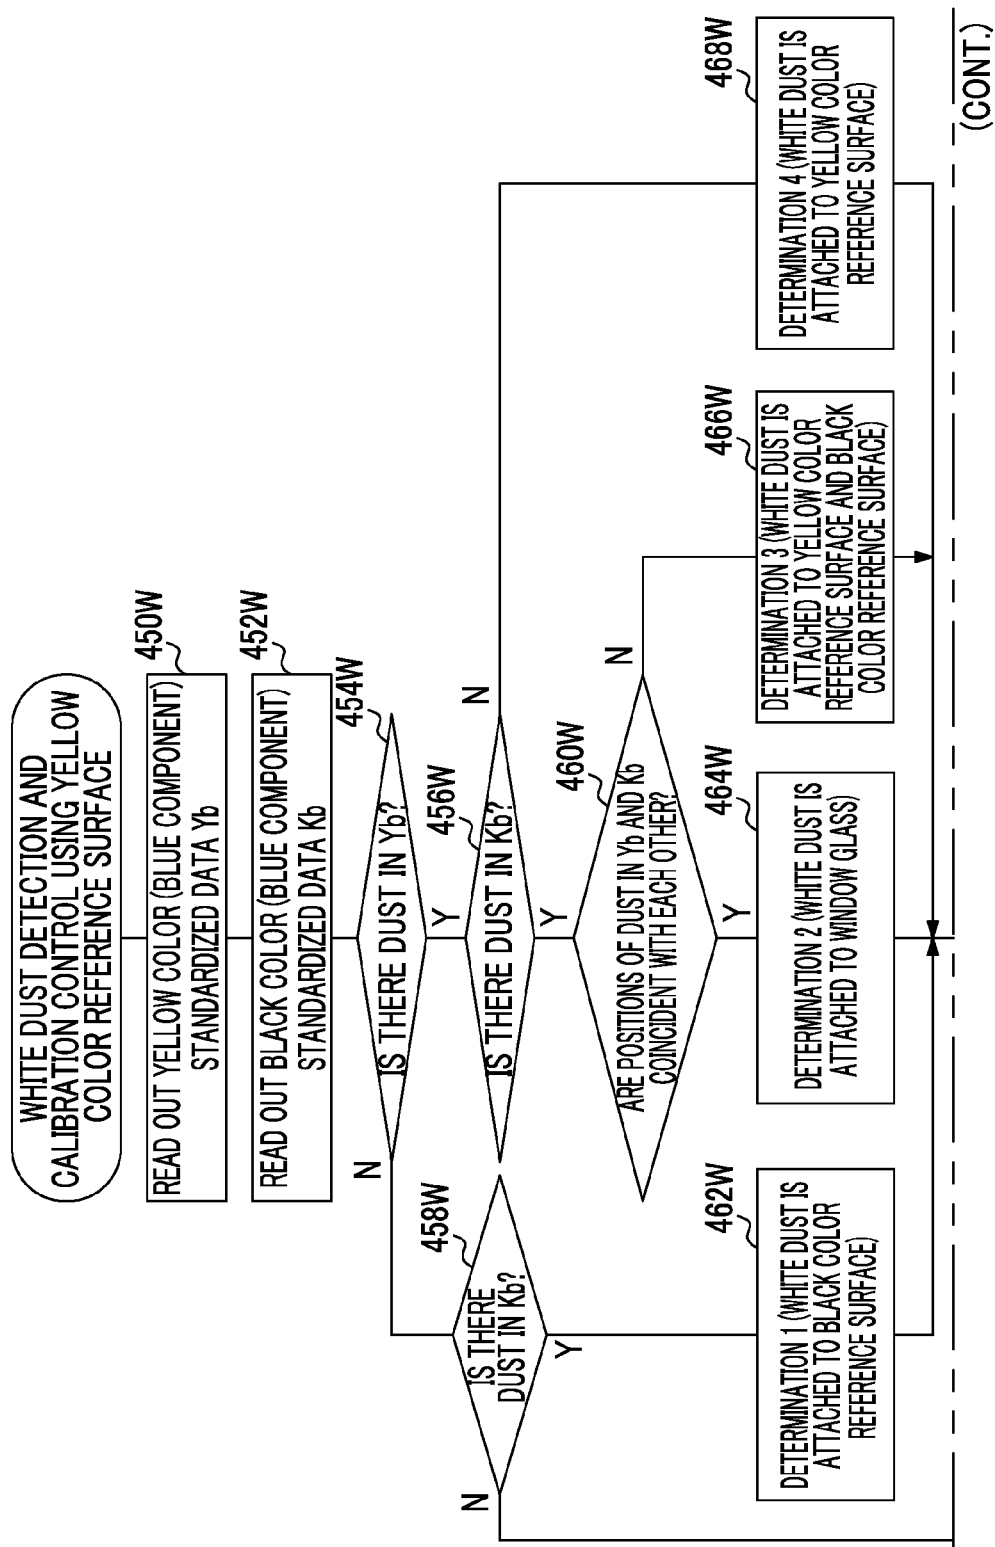 WHITE DUST DETECTION AND
CALIBRATION CONTROL USING YELLOW
COLOR REFERENCE SURFACE
450W
READ OUT YELLOW COLOR (BLUE COMPONENT)
STANDARDIZED DATA Yb
452W
READ OUT BLACK COLOR (BLUE COMPONENT)
STANDARDIZED DATA Kb
454W
IS THERE DUST IN Yb?
N
Y
458W
IS THERE
DUST IN Kb?
N
Y
456W
IS THERE DUST IN Kb?
N
Y
460W
ARE POSITIONS OF DUST IN Yb AND Kb
COINCIDENT WITH EACH OTHER?
N
Y
462W
DETERMINATION 1 (WHITE DUST IS
ATTACHED TO BLACK COLOR
REFERENCE SURFACE)
464W
DETERMINATION 2 (WHITE DUST IS
ATTACHED TO WINDOW GLASS)
466W
DETERMINATION 3 (WHITE DUST IS
ATTACHED TO YELLOW COLOR
REFERENCE SURFACE AND BLACK
COLOR REFERENCE SURFACE)
468W
DETERMINATION 4 (WHITE DUST IS
ATTACHED TO YELLOW COLOR
REFERENCE SURFACE)
(CONT.)